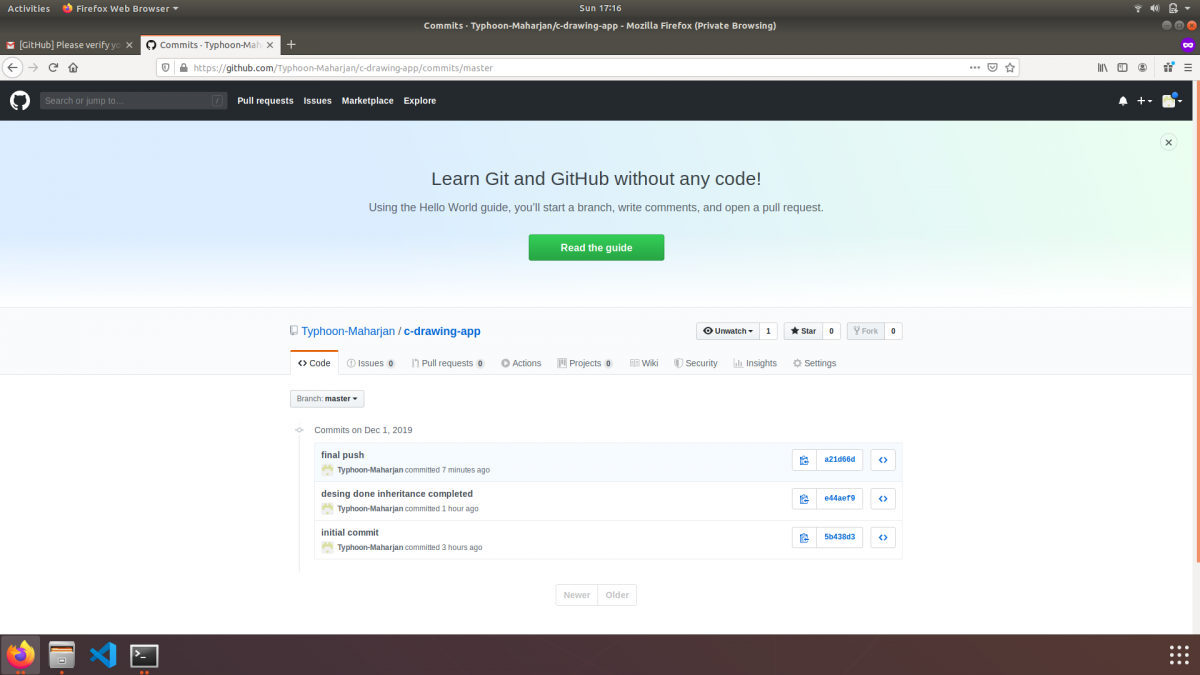 Activities Firefox Web Browser Sun 17:16
Commits · Typhoon-Maharjan/c-drawing-app - Mozilla Firefox (Private Browsing)
[GitHub] Please verify yo Commits · Typhoon-Mah
https://github.com/Typhoon-Maharjan/c-drawing-app/commits/master
Search or jump to… / Pull requests Issues Marketplace Explore
Learn Git and GitHub without any code!
Using the Hello World guide, you’ll start a branch, write comments, and open a pull request.
Read the guide
Typhoon-Maharjan / c-drawing-app Unwatch 1 Star 0 Fork 0
Code Issues 0 Pull requests 0 Actions Projects 0 Wiki Security Insights Settings
Branch: master
Commits on Dec 1, 2019
final push
Typhoon-Maharjan committed 7 minutes ago a21d66d
desing done inheritance completed
Typhoon-Maharjan committed 1 hour ago e44aef9
initial commit
Typhoon-Maharjan committed 3 hours ago 5b438d3
Newer Older